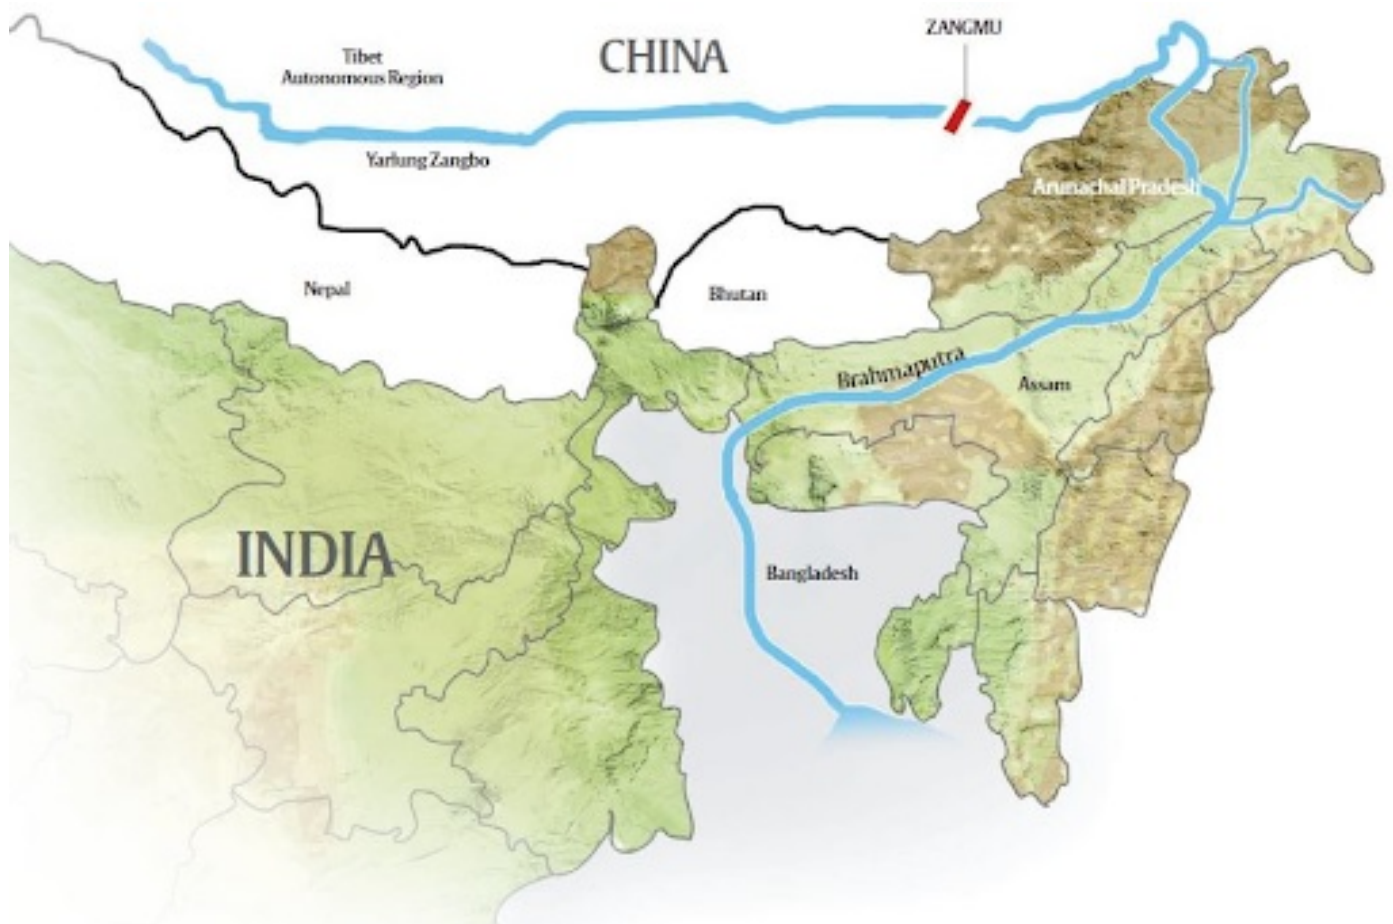 ZANGMU
CHINA
Tibet
Autonomous Region
Yarlung Zangbo
Arunachal Pradesh
Nepal
Bhutan
Brahmaputra
Assam
INDIA
Bangladesh